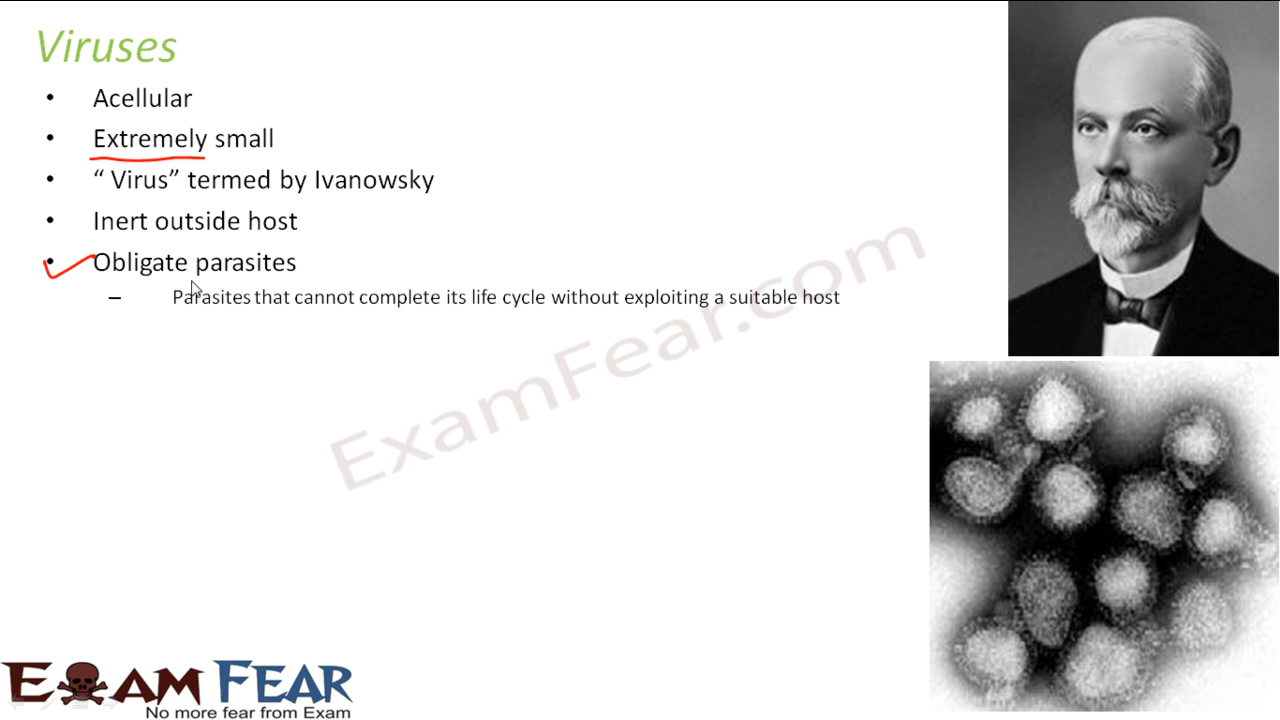 Viruses
• Acellular
• Extremely small
• “ Virus” termed by Ivanowsky
• Inert outside host
• Obligate parasites
– Parasites that cannot complete its life cycle without exploiting a suitable host
ExamFear.com
EXAM FEAR
No more fear from Exam